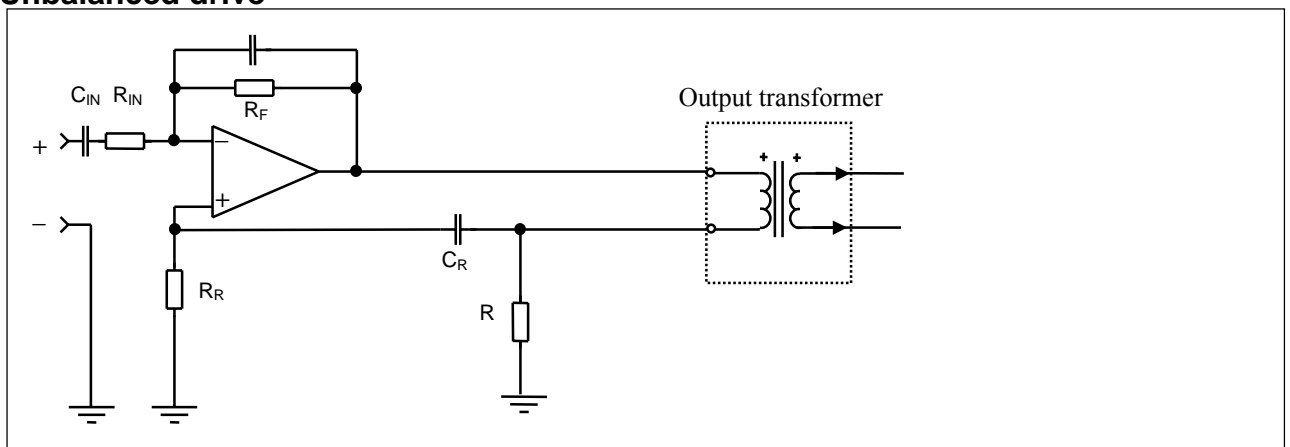 Unbalanced drive
Output transformer
C_IN R_IN
R_F
+
−
−
+
+ +
C_R
R_R
R